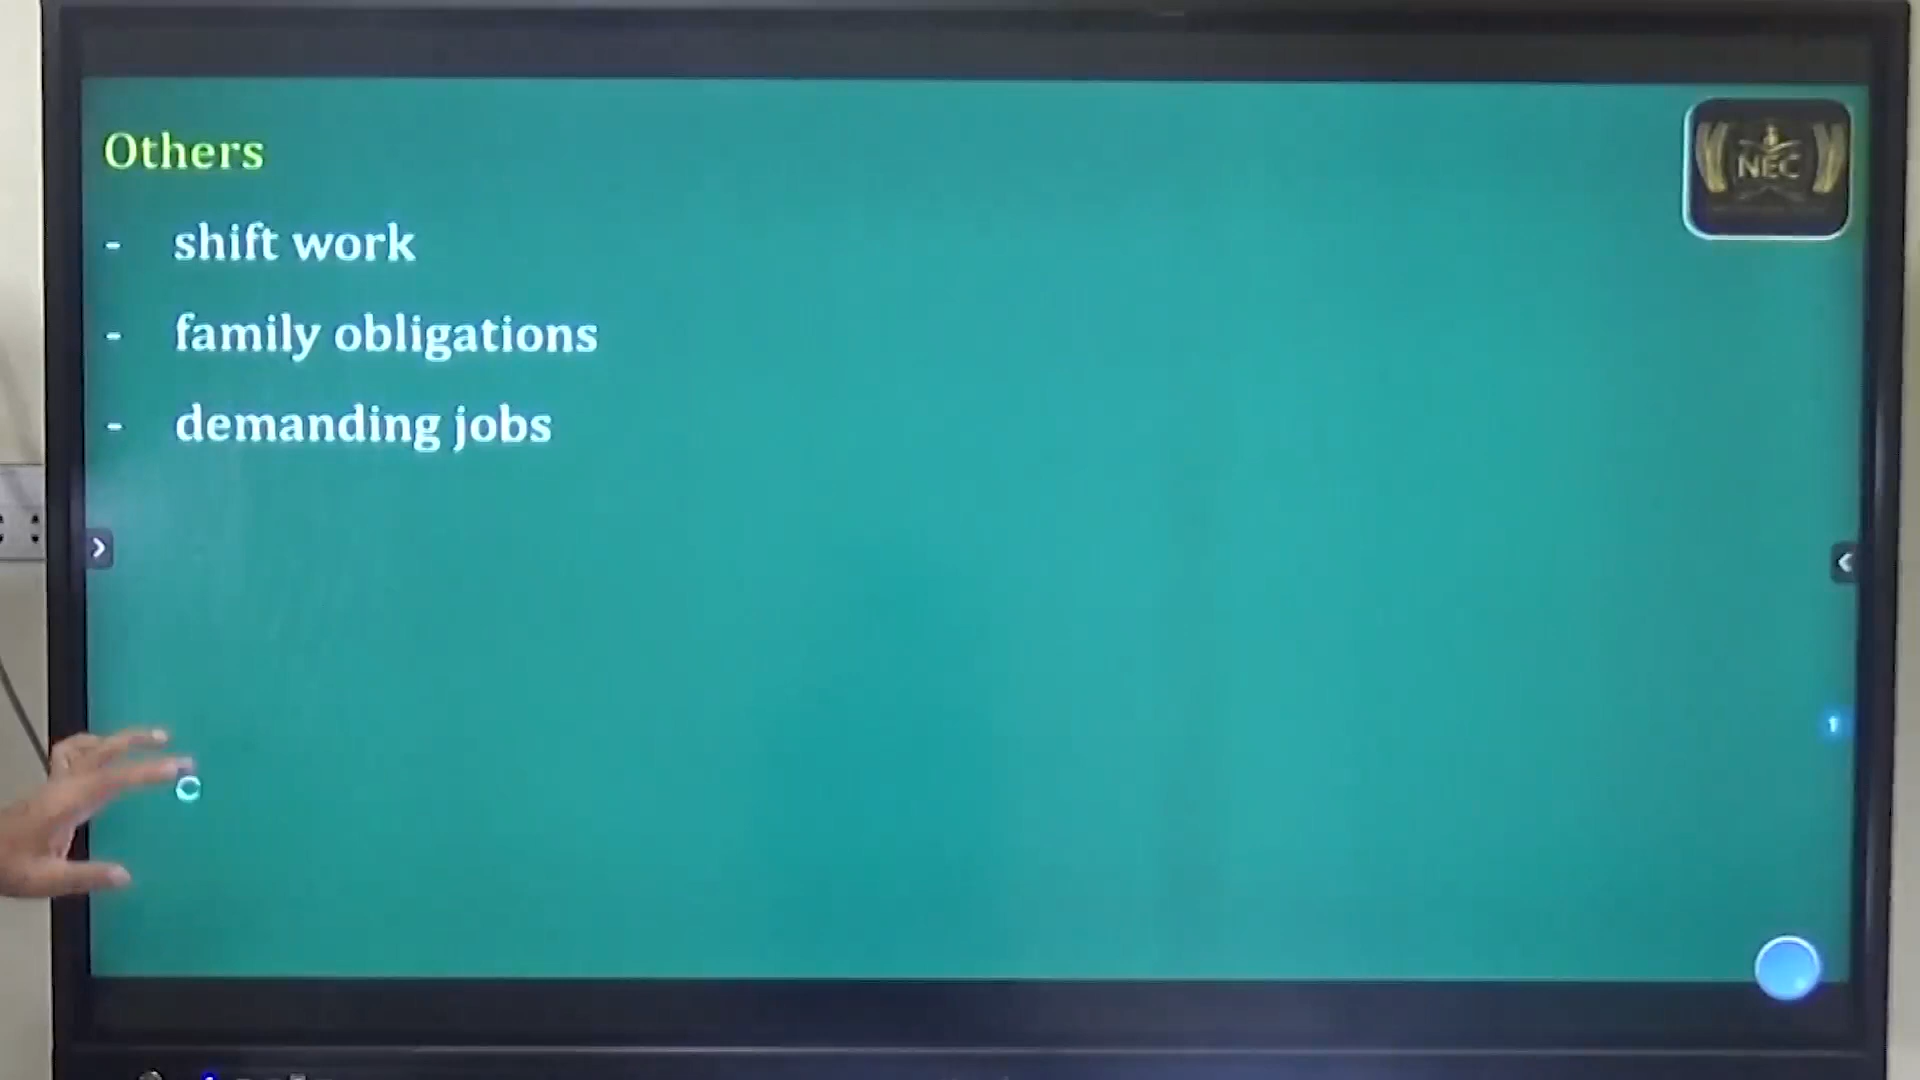 Others
- shift work
- family obligations
- demanding jobs
NEC